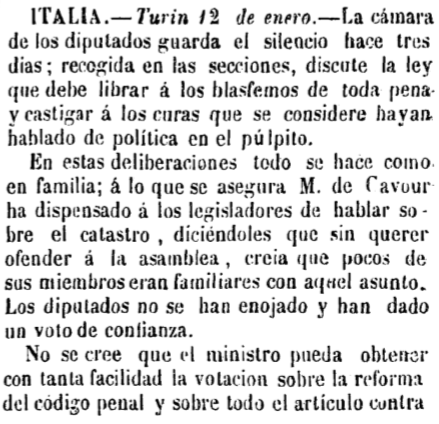 ITALIA.—Turin 12 de enero.—La cámara
de los diputados guarda el silencio hace tres
dias; recogida en las secciones, discute la ley
que debe librar á los blasfemos de toda pena
y castigar á los curas que se considere hayan
hablado de política en el púlpito.
En estas deliberaciones todo se hace como
en familia; á lo que se asegura M. de Cavour
ha dispensado á los legisladores de hablar so-
bre el catastro, diciéndoles que sin querer
ofender á la asamblea, creia que pocos de
sus miembros eran familiares con aquel asunto.
Los diputados no se han enojado y han dado
un voto de confianza.
No se cree que el ministro pueda obtener
con tanta facilidad la votacion sobre la reforma
del código penal y sobre todo el artículo contra